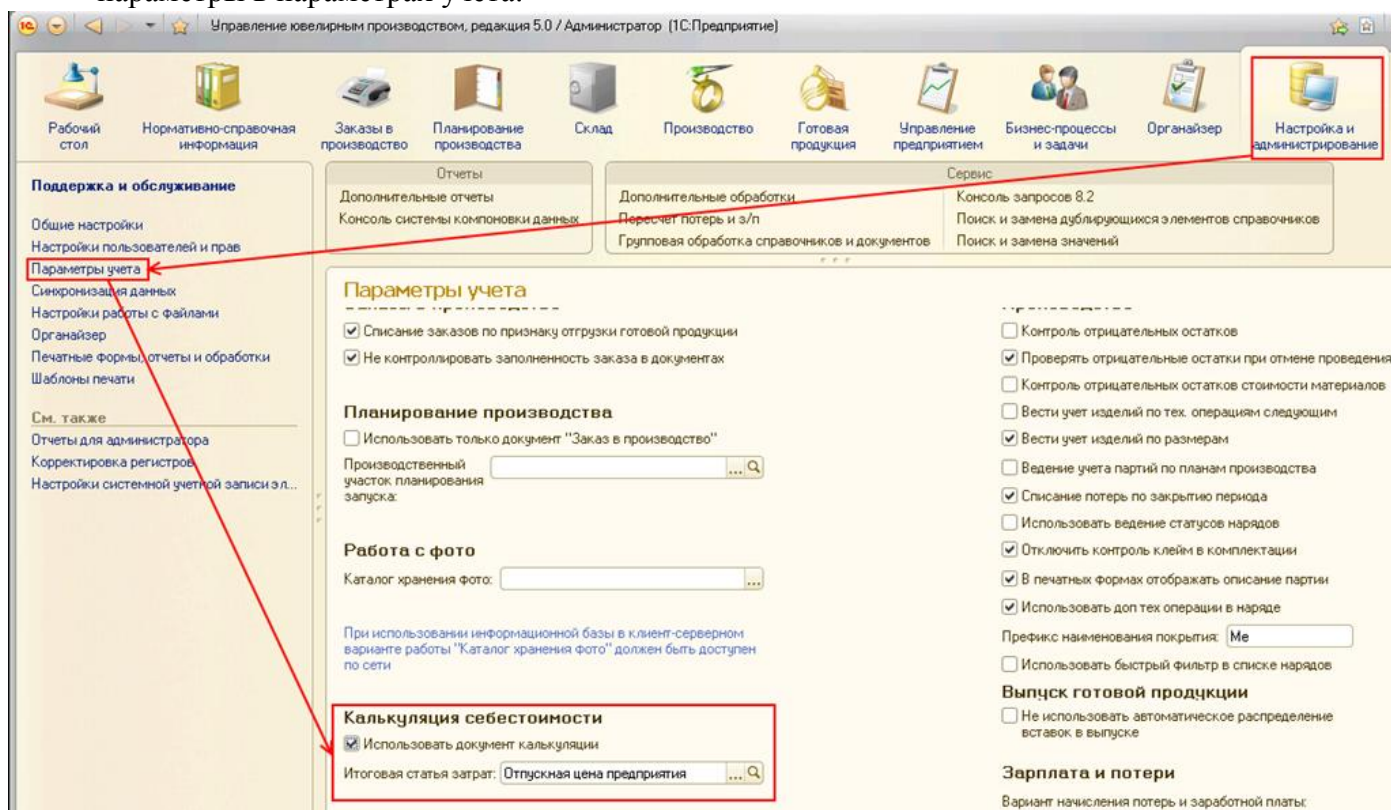 параметры в параметрах учета.
Управление ювелирным производством, редакция 5.0 / Администратор (1С:Предприятие)
Рабочий стол
Нормативно-справочная информация
Заказы в производство
Планирование производства
Склад
Производство
Готовая продукция
Управление предприятием
Бизнес-процессы и задачи
Органайзер
Настройка и администрирование
Поддержка и обслуживание
Общие настройки
Настройки пользователей и прав
Параметры учета
Синхронизация данных
Настройки работы с файлами
Органайзер
Печатные формы, отчеты и обработки
Шаблоны печати
См. также
Отчеты для администратора
Корректировка регистров
Настройки системной учетной записи эл...
Отчеты
Дополнительные отчеты
Консоль системы компоновки данных
Сервис
Дополнительные обработки
Пересчет потерь и з/п
Групповая обработка справочников и документов
Консоль запросов 8.2
Поиск и замена дублирующихся элементов справочников
Поиск и замена значений
Параметры учета
Списание заказов по признаку отгрузки готовой продукции
Не контроллировать заполненность заказа в документах
Планирование производства
Использовать только документ "Заказ в производство"
Производственный
участок планирования
запуска:
Работа с фото
Каталог хранения фото:
При использовании информационной базы в клиент-серверном
варианте работы "Каталог хранения фото" должен быть доступен
по сети
Калькуляция себестоимости
Использовать документ калькуляции
Итоговая статья затрат: Отпускная цена предприятия
Контроль отрицательных остатков
Проверять отрицательные остатки при отмене проведения
Контроль отрицательных остатков стоимости материалов
Вести учет изделий по тех. операциям следующим
Вести учет изделий по размерам
Ведение учета партий по планам производства
Списание потерь по закрытию периода
Использовать ведение статусов нарядов
Отключить контроль клейм в комплектации
В печатных формах отображать описание партии
Использовать доп тех операции в наряде
Префикс наименования покрытия: Ме
Использовать быстрый фильтр в списке нарядов
Выпуск готовой продукции
Не использовать автоматическое распределение
вставок в выпуске
Зарплата и потери
Вариант начисления потерь и заработной платы: